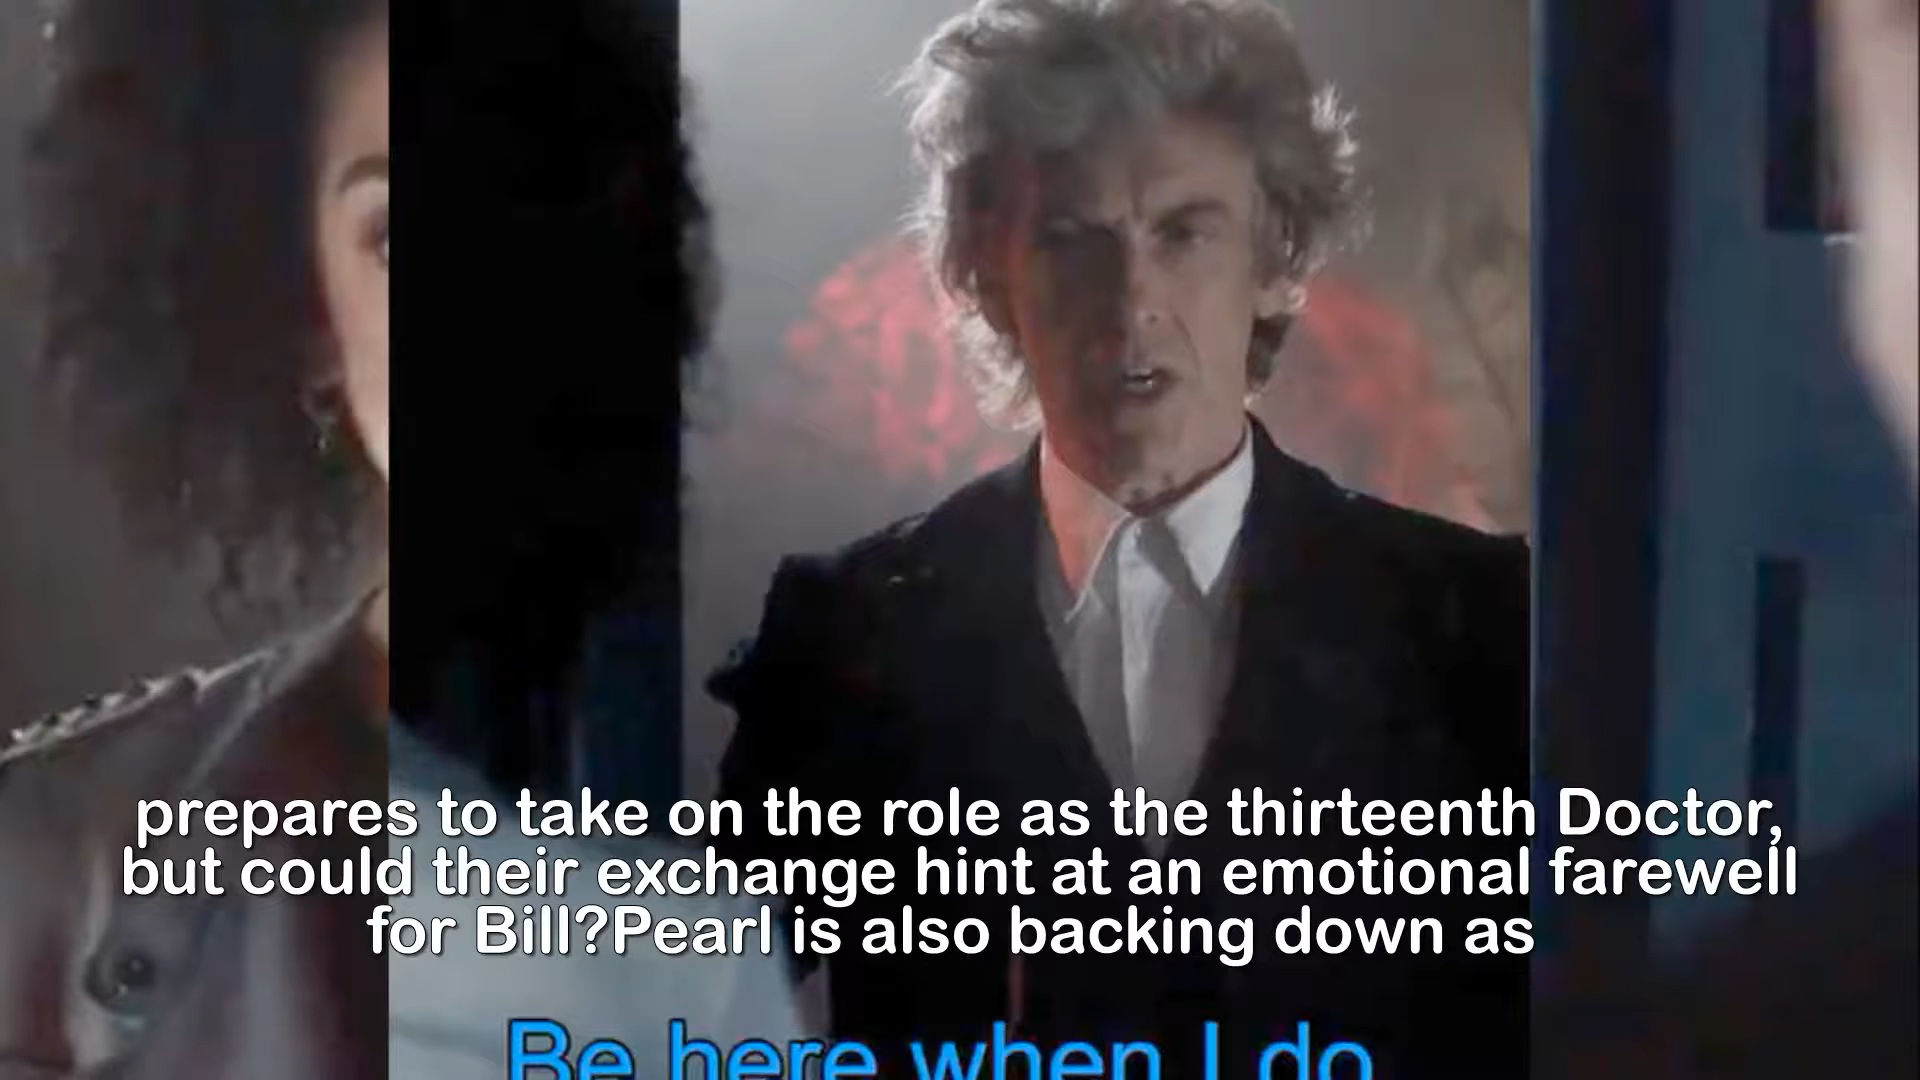 prepares to take on the role as the thirteenth Doctor,
but could their exchange hint at an emotional farewell
for Bill?Pearl is also backing down as
Be here when I do